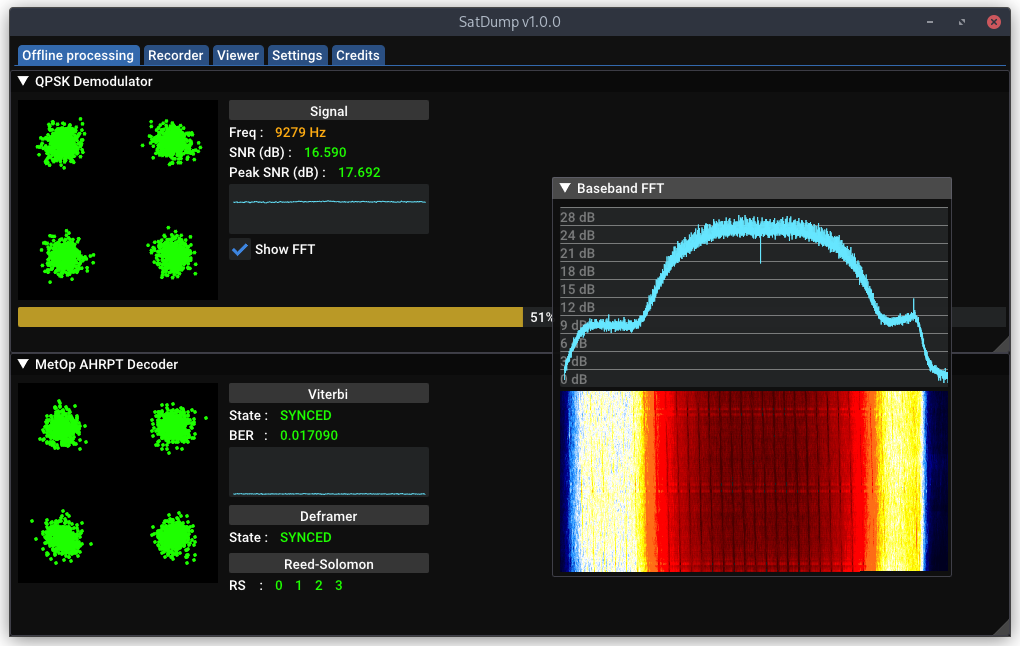 SatDump v1.0.0
Offline processing Recorder Viewer Settings Credits
QPSK Demodulator
Signal
Freq : 9279 Hz
SNR (dB) : 16.590
Peak SNR (dB) : 17.692
Show FFT
51%
Baseband FFT
28 dB
24 dB
21 dB
18 dB
15 dB
12 dB
9 dB
6 dB
3 dB
0 dB
MetOp AHRPT Decoder
Viterbi
State : SYNCED
BER : 0.017090
Deframer
State : SYNCED
Reed-Solomon
RS : 0 1 2 3